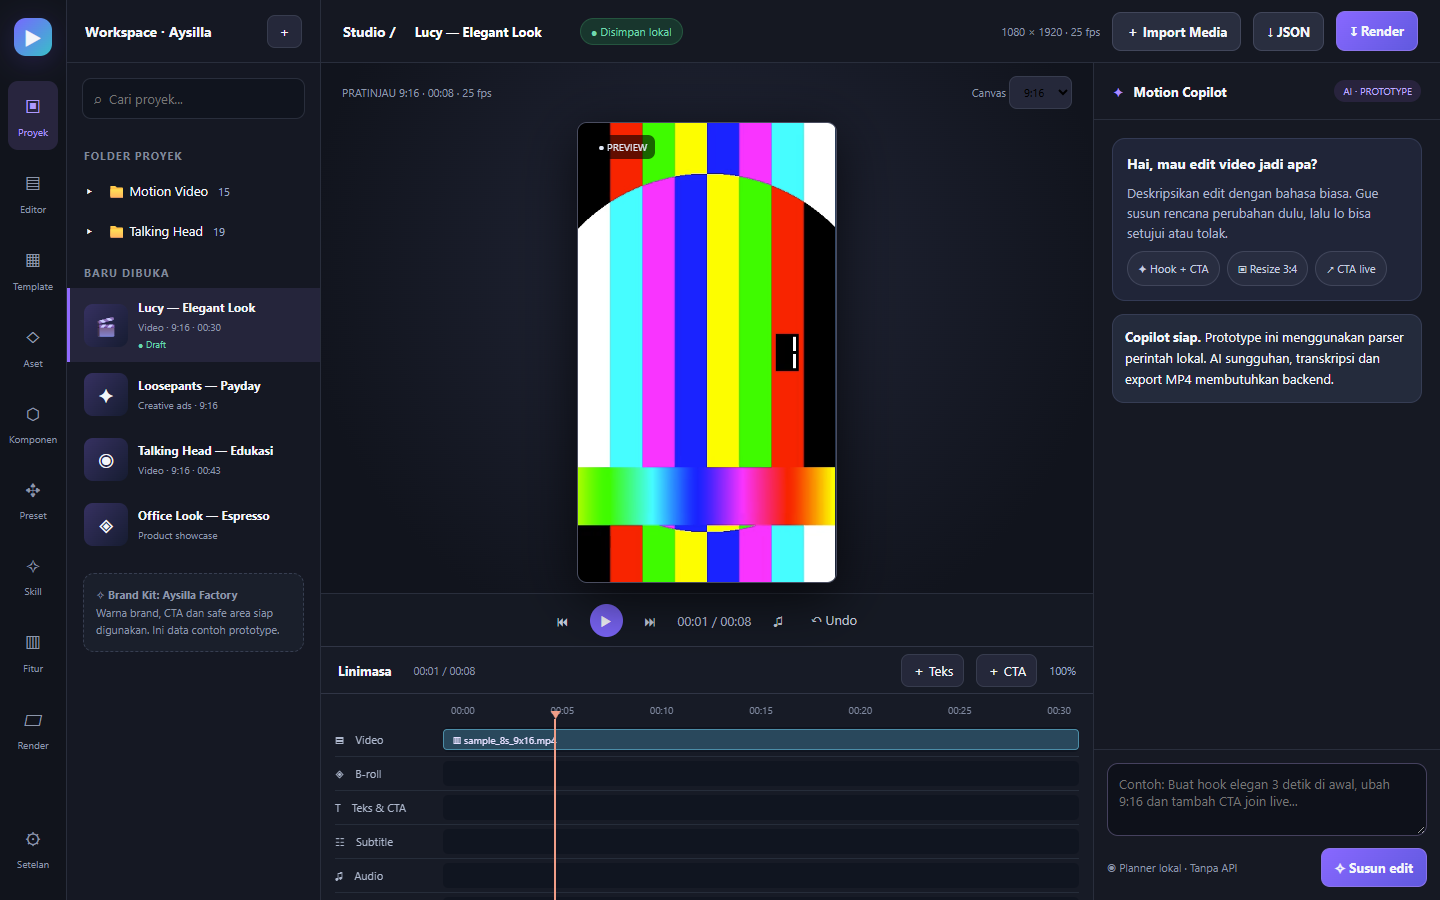 Workspace · Aysilla
+
Studio /
Lucy — Elegant Look
● Disimpan lokal
1080 × 1920 · 25 fps
+ Import Media
↓ JSON
↧ Render
Proyek
Editor
Template
Aset
Komponen
Preset
Skill
Fitur
Render
Setelan
⌕ Cari proyek...
FOLDER PROYEK
▸ 📁 Motion Video 15
▸ 📁 Talking Head 19
BARU DIBUKA
Lucy — Elegant Look
Video · 9:16 · 00:30
● Draft
Loosepants — Payday
Creative ads · 9:16
Talking Head — Edukasi
Video · 9:16 · 00:43
Office Look — Espresso
Product showcase
✧ Brand Kit: Aysilla Factory
Warna brand, CTA dan safe area siap
digunakan. Ini data contoh prototype.
PRATINJAU 9:16 · 00:08 · 25 fps
Canvas
9:16
● PREVIEW
00:01 / 00:08
↶ Undo
Linimasa
00:01 / 00:08
+ Teks
+ CTA
100%
00:00
00:05
00:10
00:15
00:20
00:25
00:30
Video
sample_8s_9x16.mp4
B-roll
T Teks & CTA
Subtitle
Audio
✦ Motion Copilot
AI · PROTOTYPE
Hai, mau edit video jadi apa?
Deskripsikan edit dengan bahasa biasa. Gue
susun rencana perubahan dulu, lalu lo bisa
setujui atau tolak.
✦ Hook + CTA
▣ Resize 3:4
↗ CTA live
Copilot siap. Prototype ini menggunakan parser
perintah lokal. AI sungguhan, transkripsi dan
export MP4 membutuhkan backend.
Contoh: Buat hook elegan 3 detik di awal, ubah
9:16 dan tambah CTA join live...
◉ Planner lokal · Tanpa API
✧ Susun edit